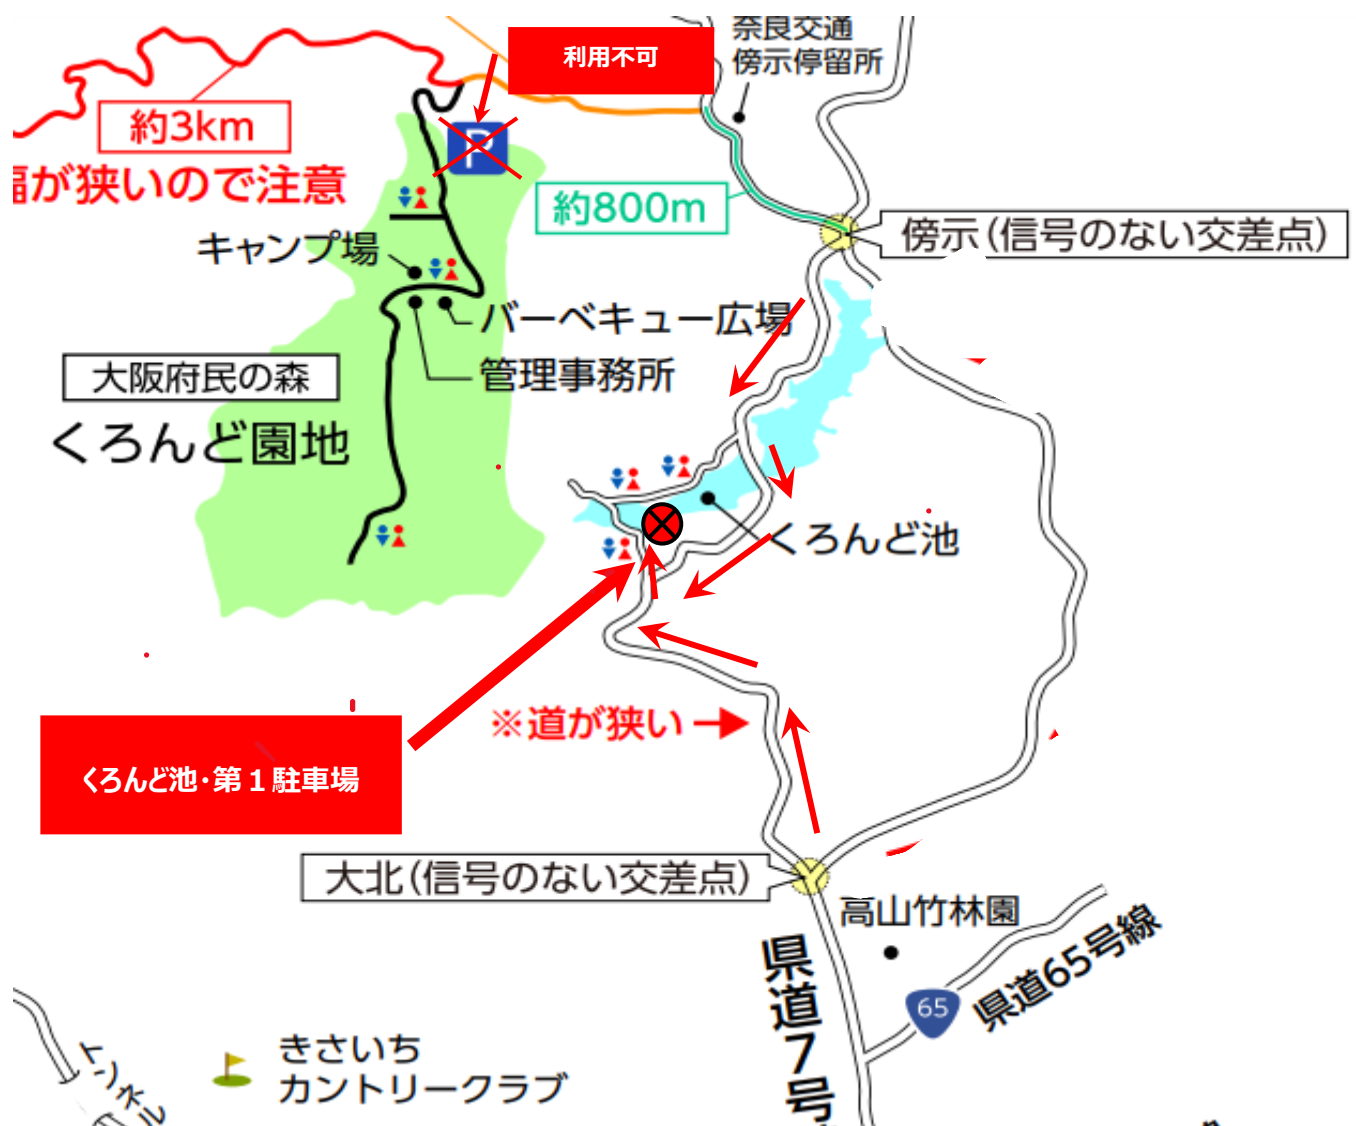 奈良交通
傍示停留所
利用不可
約3km
幅が狭いので注意
P
約800m
傍示(信号のない交差点)
キャンプ場
バーベキュー広場
管理事務所
大阪府民の森
くろんど園地
くろんど池
※道が狭い
くろんど池・第１駐車場
大北(信号のない交差点)
高山竹林園
県道65号線
65
県道7号
きさいち
カントリークラブ
トンネル